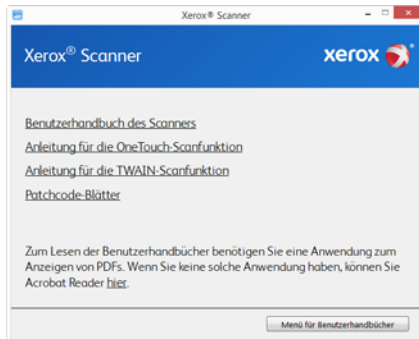 Xerox® Scanner
Xerox® Scanner
xerox
Benutzerhandbuch des Scanners
Anleitung für die OneTouch-Scanfunktion
Anleitung für die TWAIN-Scanfunktion
Patchcode-Blätter
Zum Lesen der Benutzerhandbücher benötigen Sie eine Anwendung zum
Anzeigen von PDFs. Wenn Sie keine solche Anwendung haben, können Sie
Acrobat Reader hier.
Menü für Benutzerhandbücher